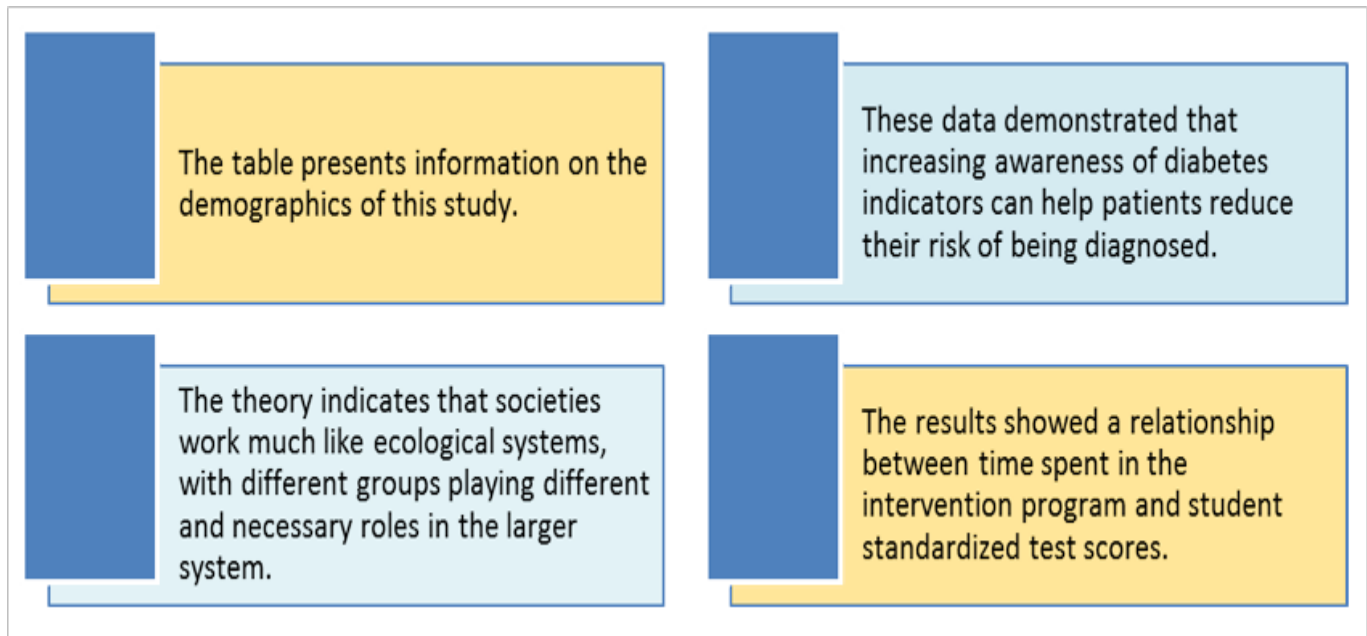 The table presents information on the
demographics of this study.
These data demonstrated that
increasing awareness of diabetes
indicators can help patients reduce
their risk of being diagnosed.
The theory indicates that societies
work much like ecological systems,
with different groups playing different
and necessary roles in the larger
system.
The results showed a relationship
between time spent in the
intervention program and student
standardized test scores.